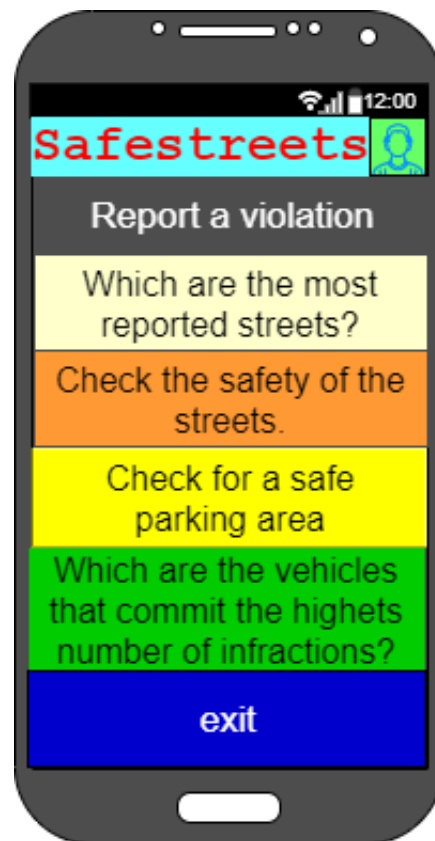 12:00
Safestreets
Report a violation
Which are the most
reported streets?
Check the safety of the
streets.
Check for a safe
parking area
Which are the vehicles
that commit the highets
number of infractions?
exit